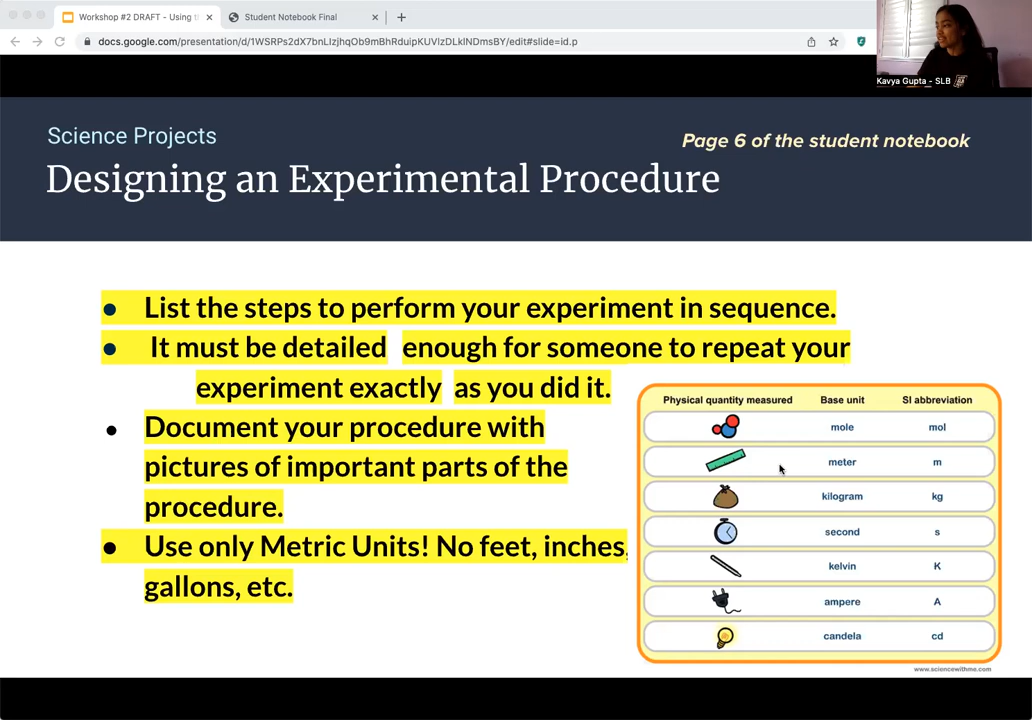 Workshop #2 DRAFT - Using t
Student Notebook Final
docs.google.com/presentation/d/1WSRPs2dX7bnLIzjhqOb9mBhRduipKUVlzDLklNDmsBY/edit#slide=id.p
Kavya Gupta - SLB
Science Projects
Page 6 of the student notebook
Designing an Experimental Procedure
• List the steps to perform your experiment in sequence.
• It must be detailed enough for someone to repeat your
experiment exactly as you did it.
• Document your procedure with
pictures of important parts of the
procedure.
• Use only Metric Units! No feet, inches,
gallons, etc.
Physical quantity measured Base unit SI abbreviation
mole mol
meter m
kilogram kg
second s
kelvin K
ampere A
candela cd
www.sciencewithme.com